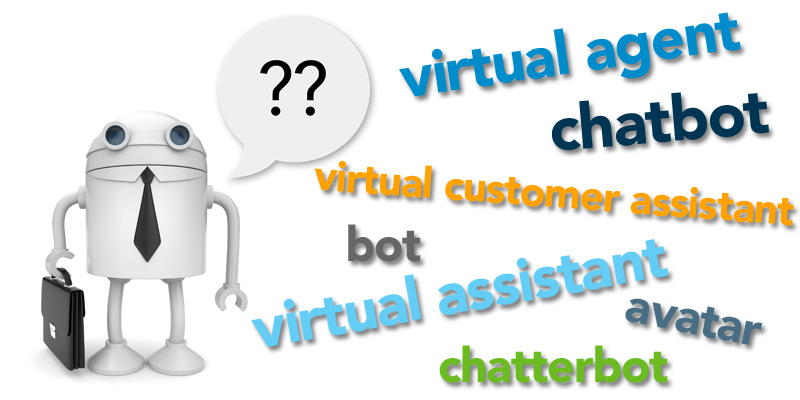 ??
virtual agent
chatbot
virtual customer assistant
bot
virtual assistant
avatar
chatterbot